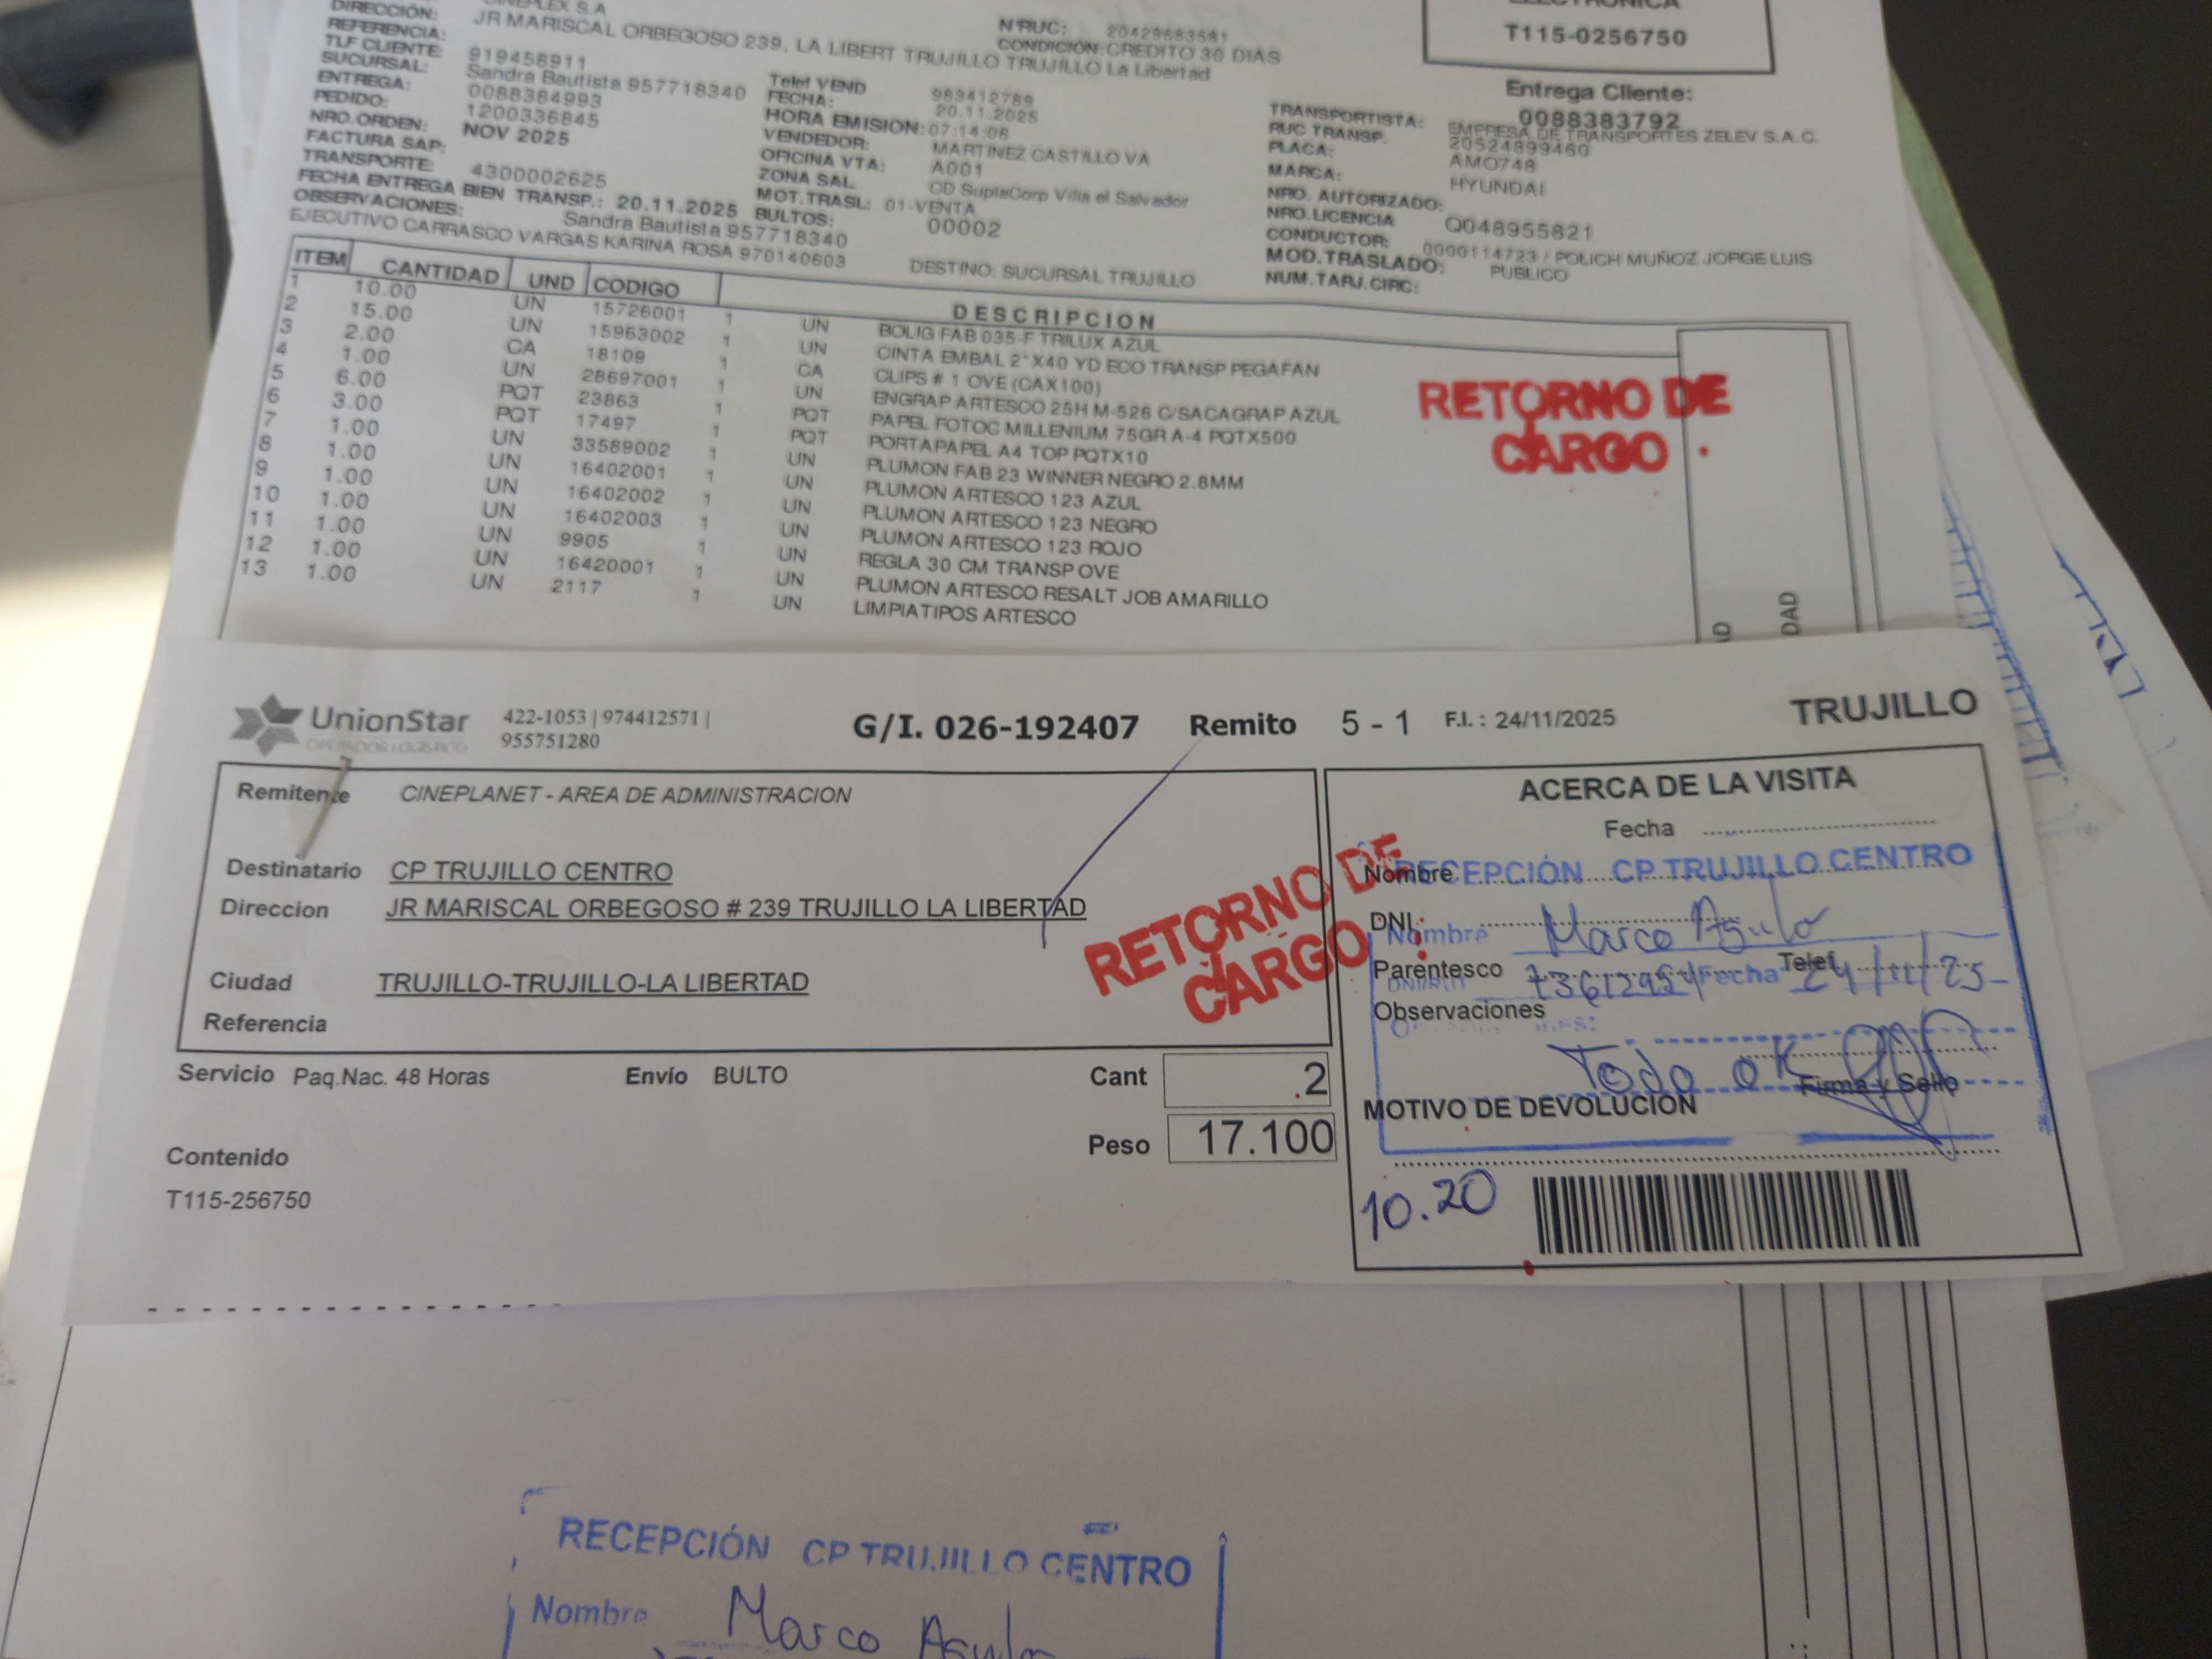 CINEPLEX S.A
DIRECCIÓN: JR MARISCAL ORBEGOSO 239, LA LIBERT TRUJILLO TRUJILLO La Libertad
REFERENCIA:
TLF CLIENTE: 919458911
SUCURSAL: Sandra Bautista 957718340
ENTREGA: 0088384993
PEDIDO: 1200336845
NRO.ORDEN: NOV 2025
FACTURA SAP:
TRANSPORTE: 4300002625
FECHA ENTREGA BIEN TRANSP.: 20.11.2025
OBSERVACIONES: Sandra Bautista 957718340
EJECUTIVO CARRASCO VARGAS KARINA ROSA 970140603
N°RUC: 20429683581
CONDICIÓN: CREDITO 30 DIAS
Telef VEND 983412789
FECHA: 20.11.2025
HORA EMISION: 07:14:06
VENDEDOR: MARTINEZ CASTILLO VA
OFICINA VTA: A001
ZONA SAL CD SuplaCorp Villa el Salvador
MOT.TRASL: 01-VENTA
BULTOS: 00002
DESTINO: SUCURSAL TRUJILLO
ELECTRÓNICA
T115-0256750
Entrega Cliente:
0088383792
TRANSPORTISTA: EMPRESA DE TRANSPORTES ZELEV S.A.C.
RUC TRANSP. 20524899460
PLACA: AMO748
MARCA: HYUNDAI
NRO. AUTORIZADO:
NRO.LICENCIA Q048955821
CONDUCTOR: 0000114723 / POLICH MUÑOZ JORGE LUIS
MOD.TRASLADO: PUBLICO
NUM.TARJ.CIRC:
ITEM CANTIDAD UND CODIGO DESCRIPCION
1 10.00 UN 15726001 1 UN BOLIG FAB 035-F TRILUX AZUL
2 15.00 UN 15963002 1 UN CINTA EMBAL 2"X40 YD ECO TRANSP PEGAFAN
3 2.00 CA 18109 1 CA CLIPS # 1 OVE (CAX100)
4 1.00 UN 28697001 1 UN ENGRAP ARTESCO 25H M-526 C/SACAGRAP AZUL
5 6.00 PQT 23863 1 PQT PAPEL FOTOC MILLENIUM 75GR A-4 PQTX500
6 3.00 PQT 17497 1 PQT PORTAPAPEL A4 TOP PQTX10
7 1.00 UN 33589002 1 UN PLUMON FAB 23 WINNER NEGRO 2.8MM
8 1.00 UN 16402001 1 UN PLUMON ARTESCO 123 AZUL
9 1.00 UN 16402002 1 UN PLUMON ARTESCO 123 NEGRO
10 1.00 UN 16402003 1 UN PLUMON ARTESCO 123 ROJO
11 1.00 UN 9905 1 UN REGLA 30 CM TRANSP OVE
12 1.00 UN 16420001 1 UN PLUMON ARTESCO RESALT JOB AMARILLO
13 1.00 UN 2117 1 UN LIMPIATIPOS ARTESCO
RETORNO DE
CARGO
UnionStar
OPERADOR LOGISTICO
422-1053 | 974412571 |
955751280
G/I. 026-192407 Remito 5 - 1 F.I. : 24/11/2025 TRUJILLO
Remitente CINEPLANET - AREA DE ADMINISTRACION
Destinatario CP TRUJILLO CENTRO
Direccion JR MARISCAL ORBEGOSO # 239 TRUJILLO LA LIBERTAD
Ciudad TRUJILLO-TRUJILLO-LA LIBERTAD
Referencia
RETORNO DE
CARGO
Servicio Paq.Nac. 48 Horas Envío BULTO Cant 2
Peso 17.100
Contenido
T115-256750
ACERCA DE LA VISITA
Fecha
Nombre
DNI
Parentesco Telef
Observaciones
Firma y Sello
MOTIVO DE DEVOLUCION
RECEPCIÓN CP TRUJILLO CENTRO
Nombre Marco Agulo
Fecha 24/11/25
Todo ok
10.20
RECEPCIÓN CP TRUJILLO CENTRO
Nombre Marco Agulo